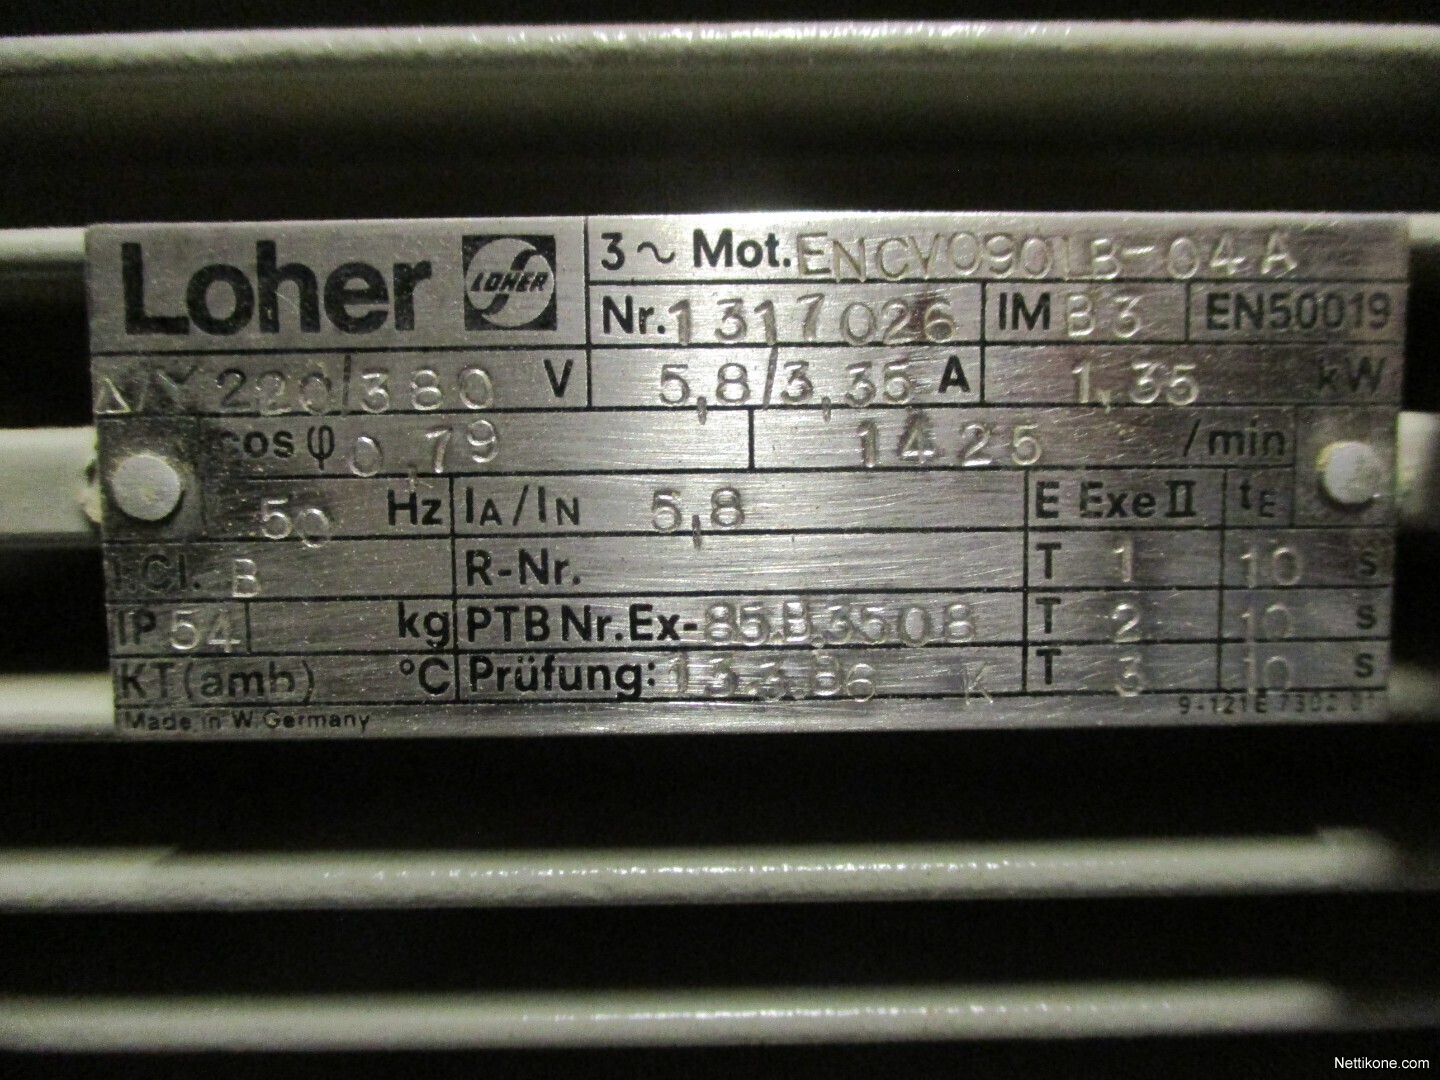 Loher LOHER 3 ~ Mot. ENCV090LB-04A
Nr. 1317026 IM B3 EN50019
Δ/Y 220/380 V 5,8/3,35 A 1,35 kW
cos φ 0,79 1425 /min
50 Hz IA/IN 5,8 E Exe II tE
I.Cl. B R-Nr. T 1 10 s
IP 54 kg PTB Nr. Ex-85.B.3508 T 2 10 s
KT (amb) °C Prüfung: 13.3.86 K T 3 10 s
Made in W. Germany 9-121E
Nettikone.com